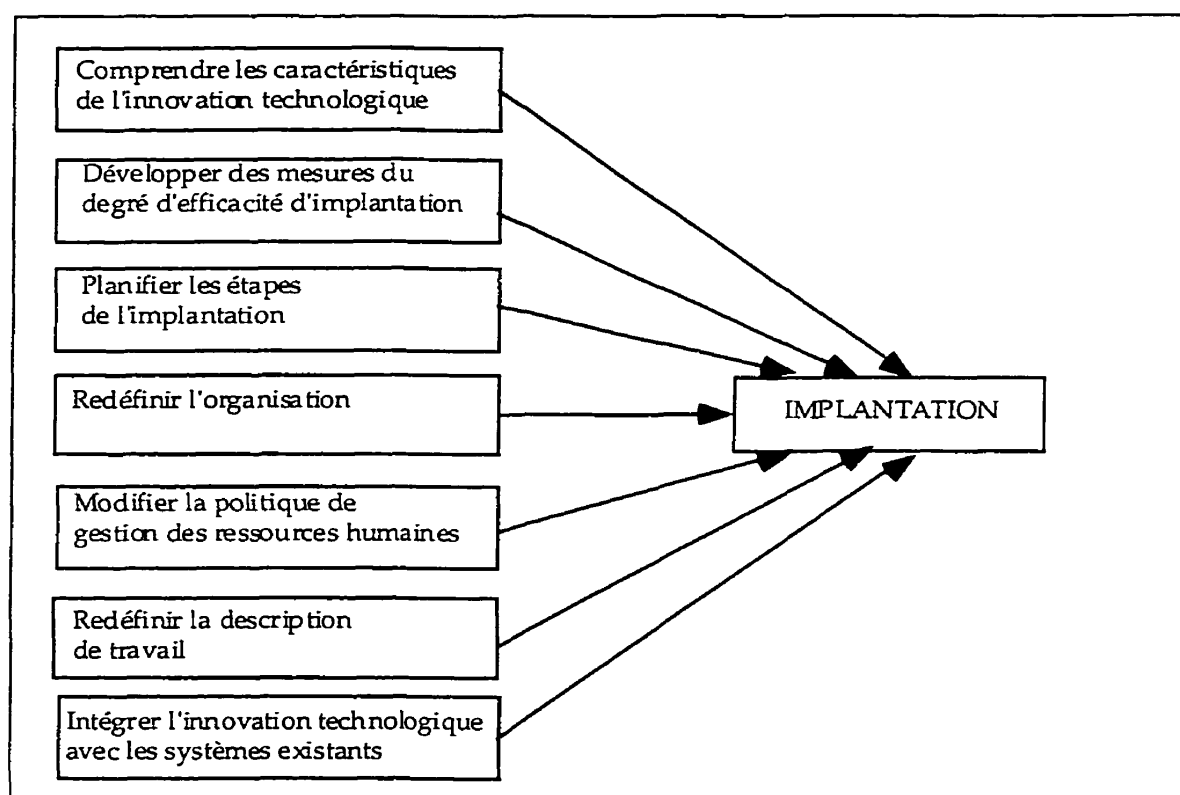 Comprendre les caractéristiques
de l'innovation technologique
Développer des mesures du
degré d'efficacité d'implantation
Planifier les étapes
de l'implantation
Redéfinir l'organisation
IMPLANTATION
Modifier la politique de
gestion des ressources humaines
Redéfinir la description
de travail
Intégrer l'innovation technologique
avec les systèmes existants